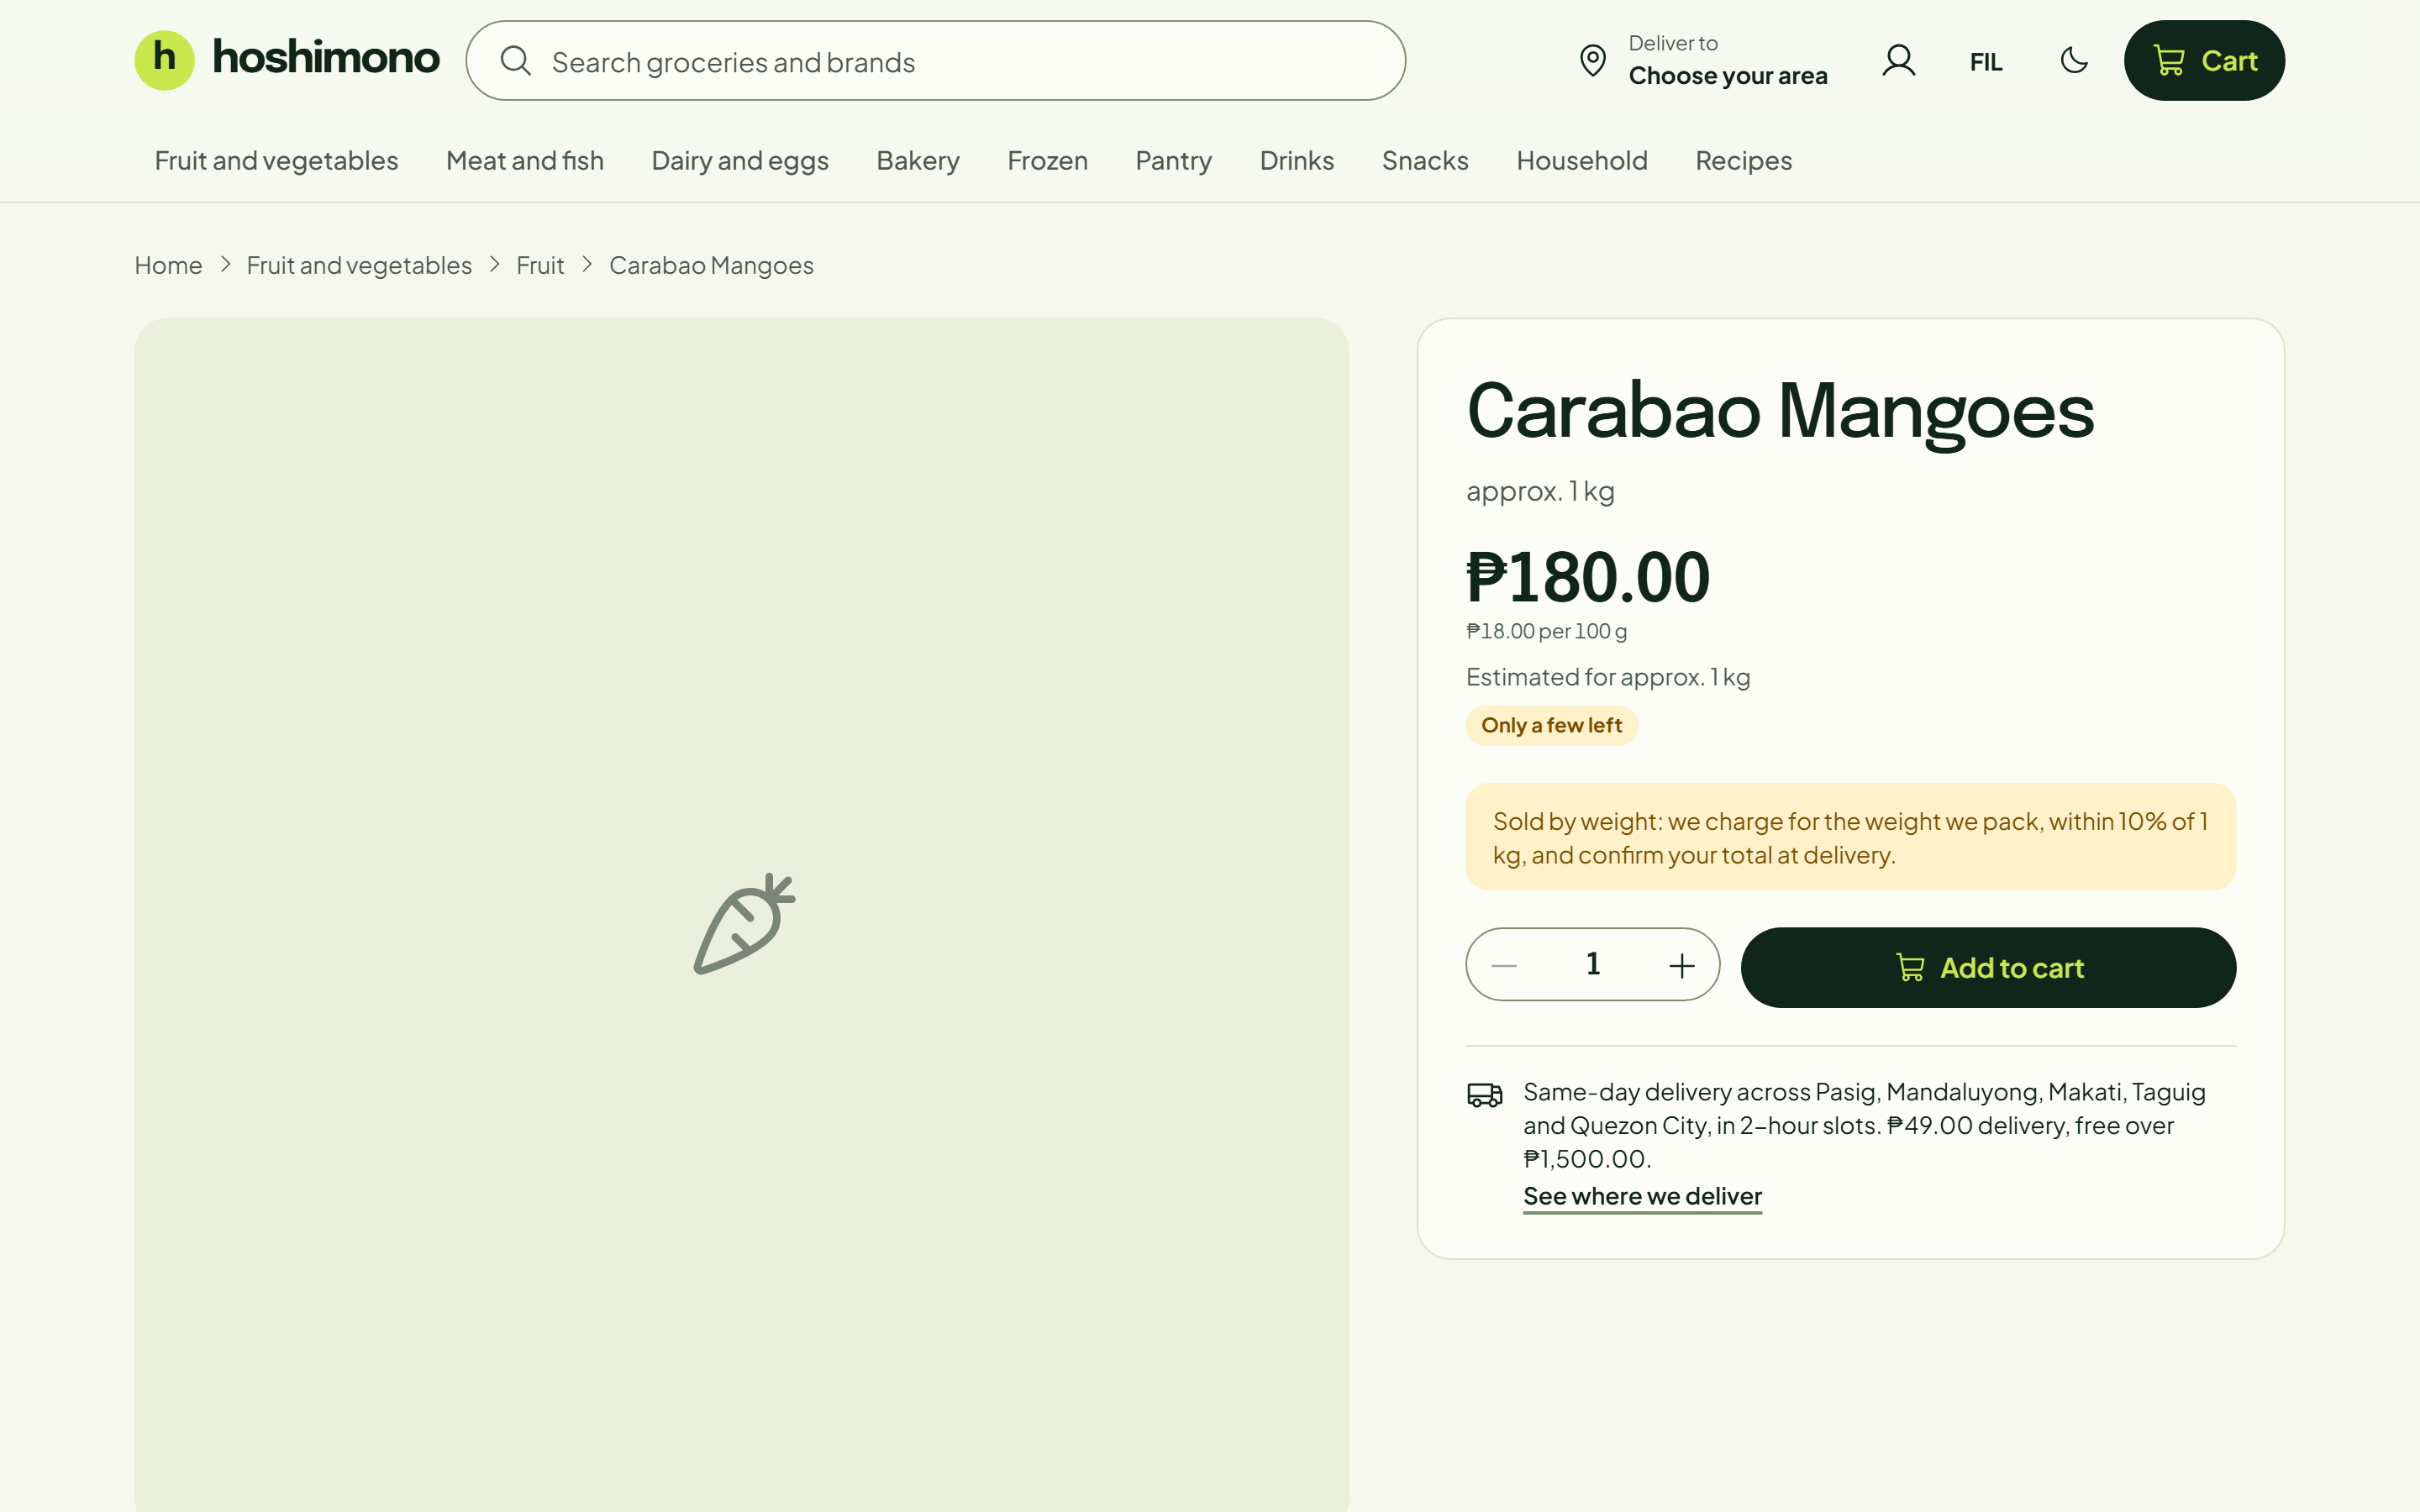 h hoshimono
Search groceries and brands
Deliver to
Choose your area
FIL
Cart
Fruit and vegetables Meat and fish Dairy and eggs Bakery Frozen Pantry Drinks Snacks Household Recipes
Home > Fruit and vegetables > Fruit > Carabao Mangoes
Carabao Mangoes
approx. 1 kg
₱180.00
₱18.00 per 100 g
Estimated for approx. 1 kg
Only a few left
Sold by weight: we charge for the weight we pack, within 10% of 1
kg, and confirm your total at delivery.
1
Add to cart
Same-day delivery across Pasig, Mandaluyong, Makati, Taguig
and Quezon City, in 2-hour slots. ₱49.00 delivery, free over
₱1,500.00.
See where we deliver